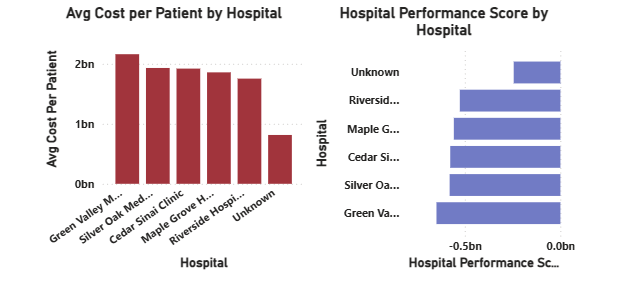 Avg Cost per Patient by Hospital
Avg Cost Per Patient
2bn
1bn
0bn
Green Valley M...
Silver Oak Med...
Cedar Sinai Clinic
Maple Grove H...
Riverside Hospi...
Unknown
Hospital
Hospital Performance Score by
Hospital
Hospital
Unknown
Riversid...
Maple G...
Cedar Si...
Silver Oa...
Green Va...
-0.5bn
0.0bn
Hospital Performance Sc...